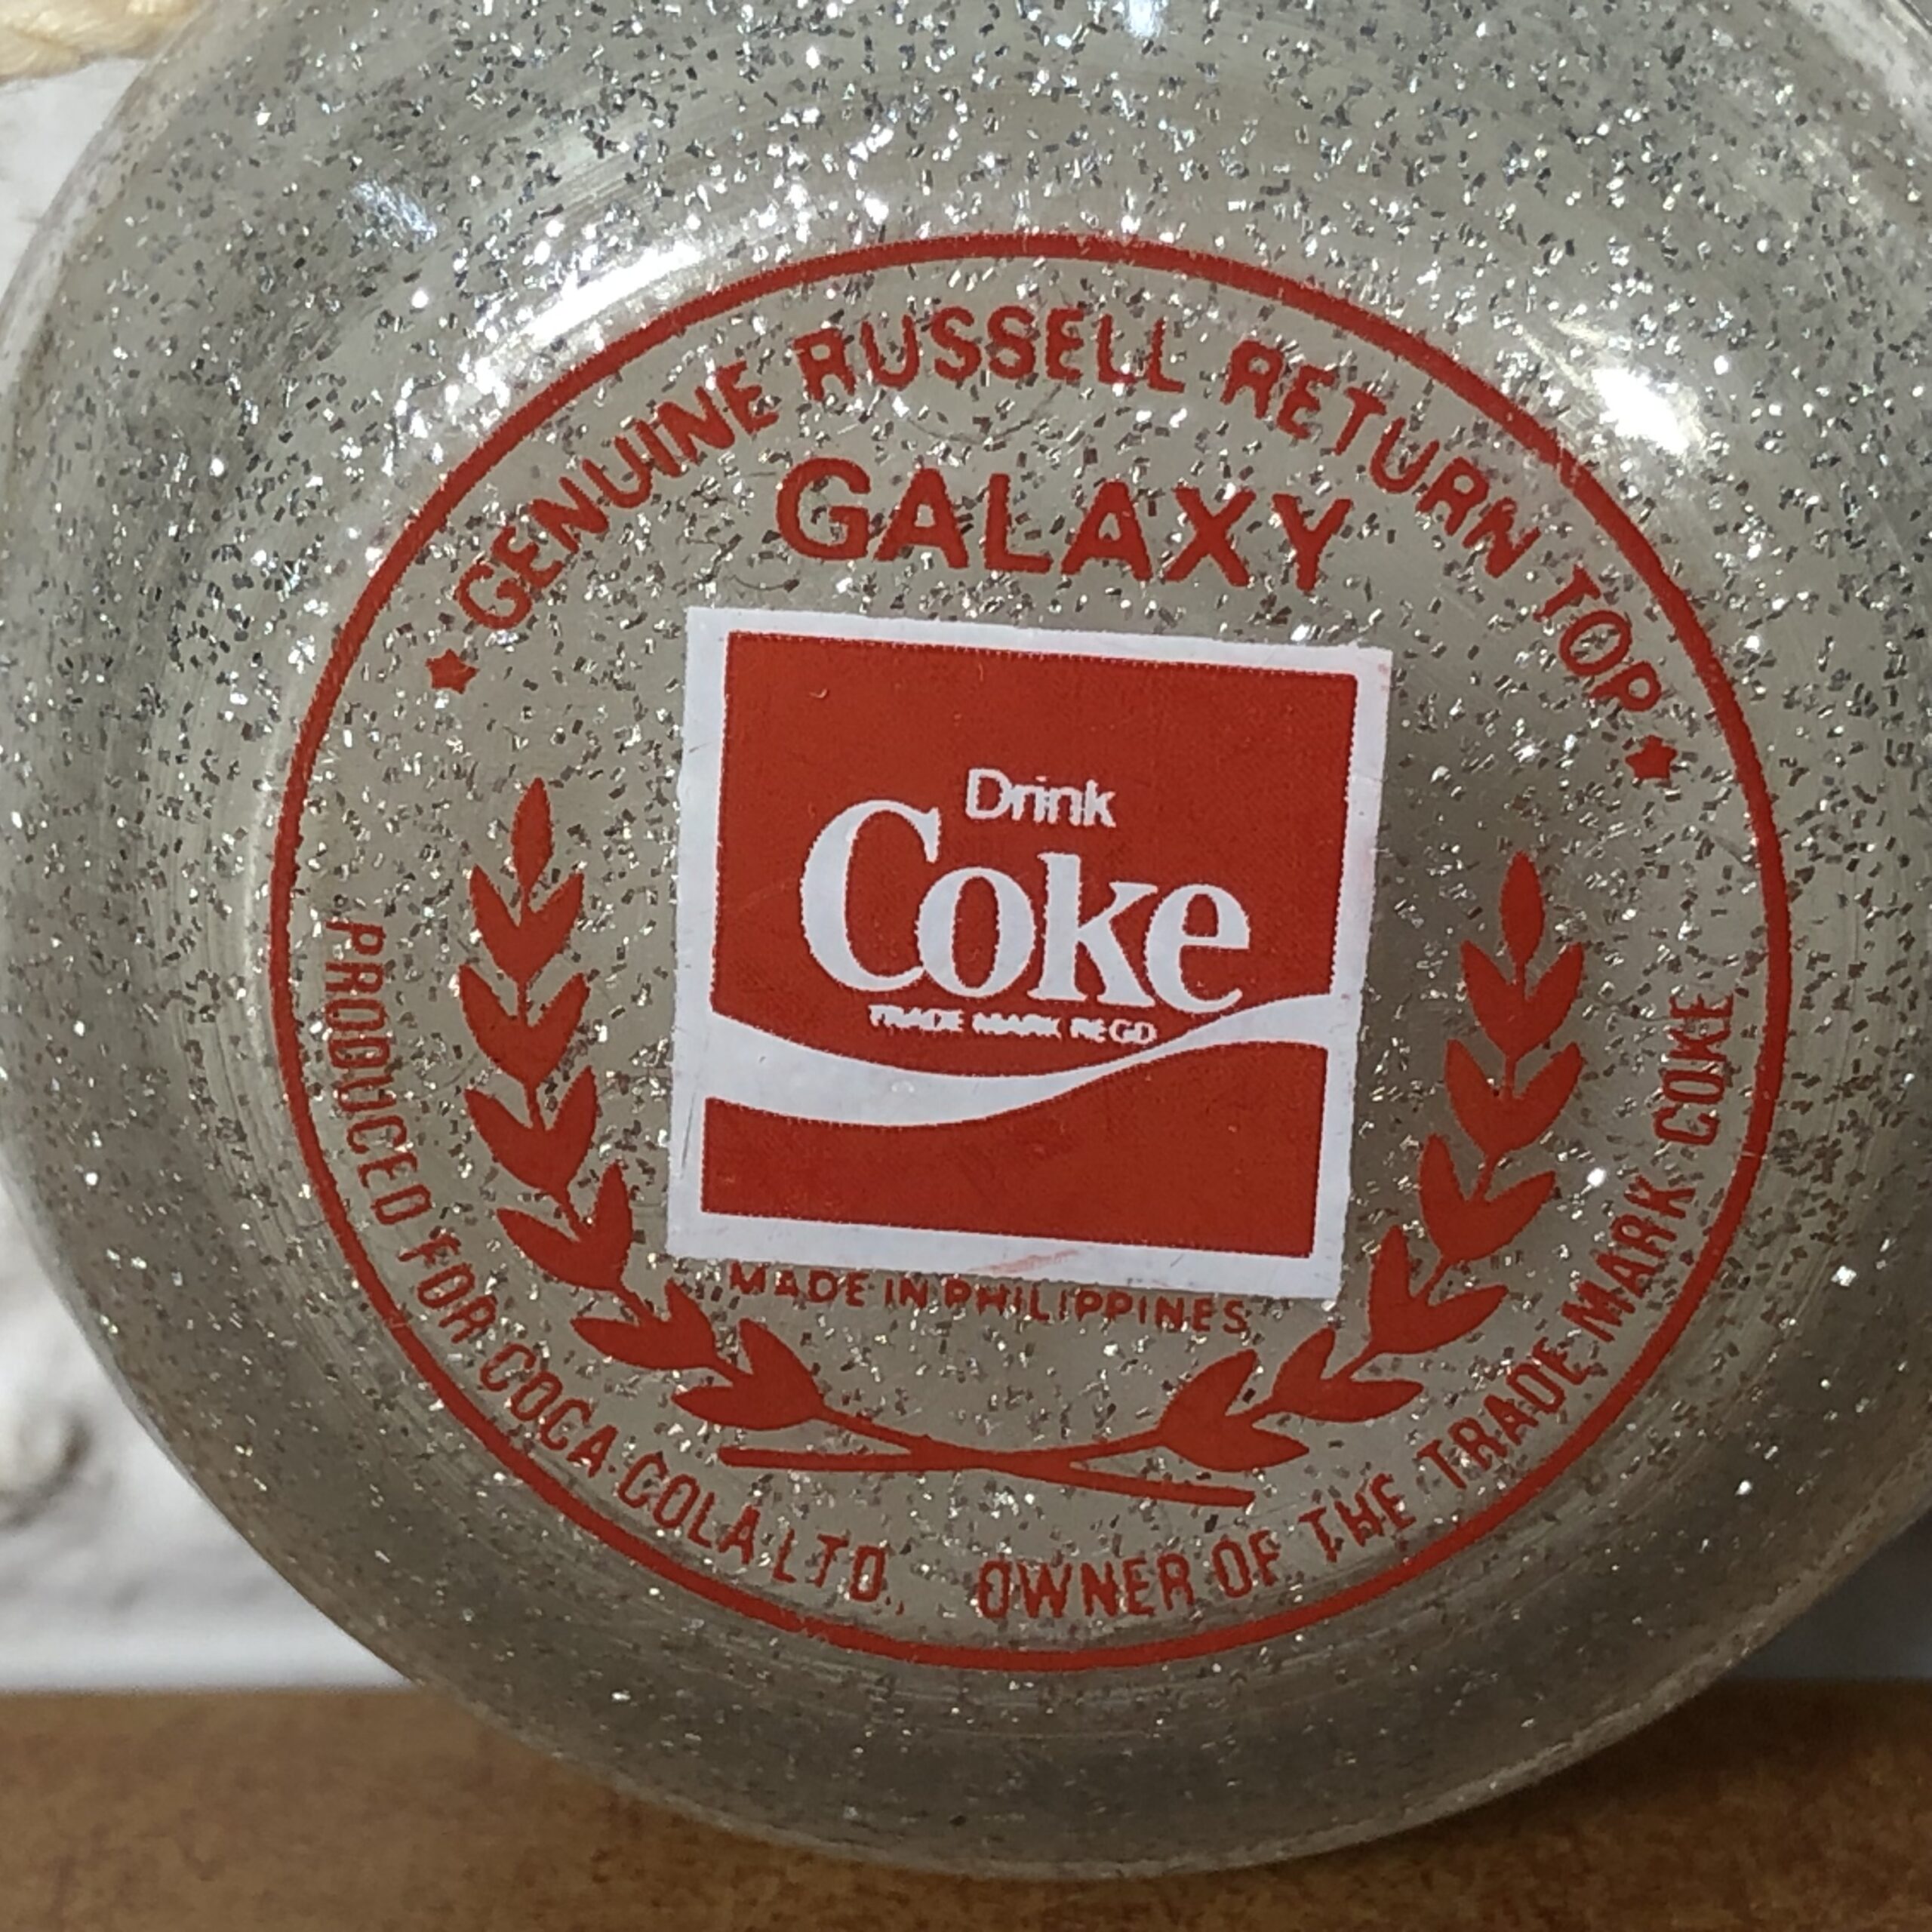 GENUINE RUSSELL RETURN TOP
GALAXY
Drink
Coke
TRADE MARK REGD
MADE IN PHILIPPINES
PRODUCED FOR COCA-COLA LTD., OWNER OF THE TRADE MARK COKE